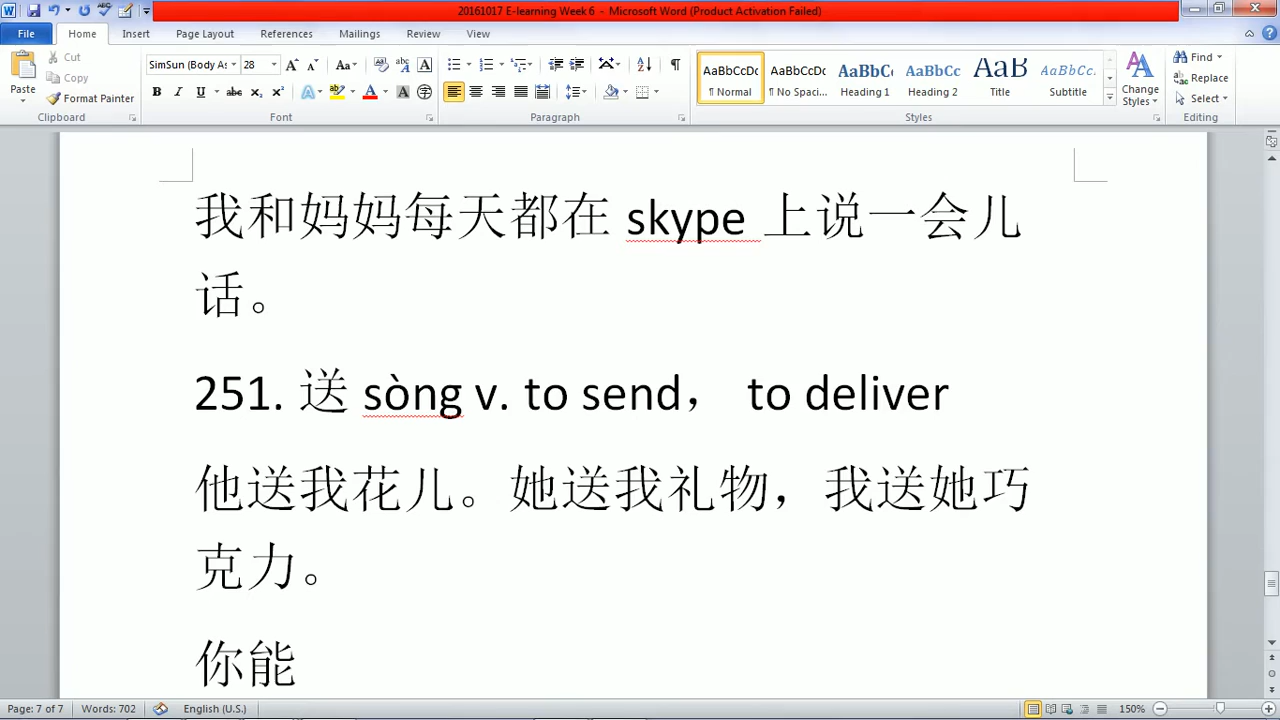 20161017 E-learning Week 6 - Microsoft Word (Product Activation Failed)
File Home Insert Page Layout References Mailings Review View
Cut
Copy
Format Painter
Paste
Clipboard
SimSun (Body As 28
Font
Paragraph
AaBbCcDc AaBbCcDc AaBbCc AaBbCc AaB AaBbCcDc
¶ Normal ¶ No Spaci... Heading 1 Heading 2 Title Subtitle
Change Styles
Styles
Find
Replace
Select
Editing
我和妈妈每天都在 skype 上说一会儿
话。
251. 送 sòng v. to send， to deliver
他送我花儿。她送我礼物，我送她巧
克力。
你能
Page: 7 of 7 Words: 702 English (U.S.) 150%